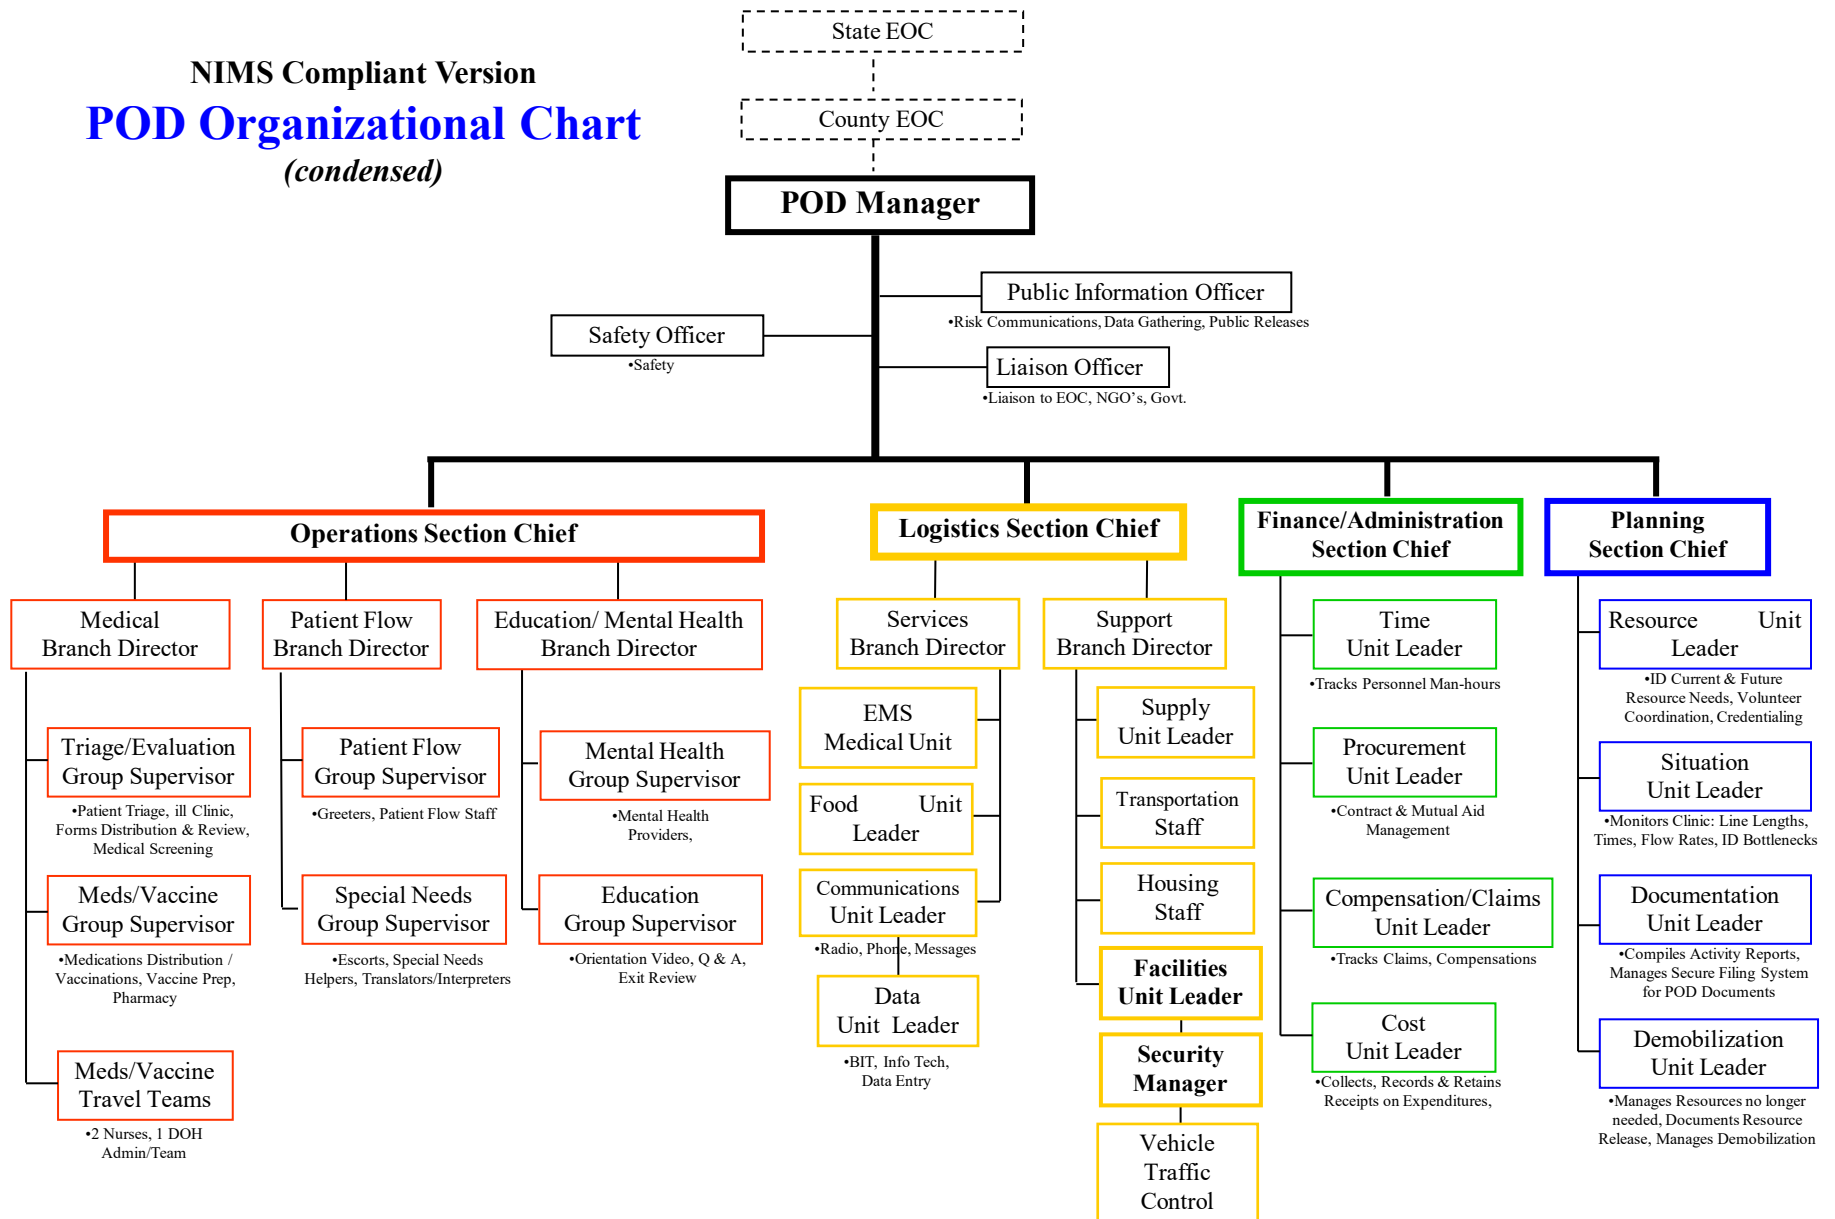 State EOC
NIMS Compliant Version
POD Organizational Chart
(condensed)
County EOC
POD Manager
Public Information Officer
•Risk Communications, Data Gathering, Public Releases
Safety Officer
•Safety
Liaison Officer
•Liaison to EOC, NGO’s, Govt.
Operations Section Chief
Medical
Branch Director
Triage/Evaluation
Group Supervisor
•Patient Triage, ill Clinic,
Forms Distribution & Review,
Medical Screening
Meds/Vaccine
Group Supervisor
•Medications Distribution /
Vaccinations, Vaccine Prep,
Pharmacy
Meds/Vaccine
Travel Teams
•2 Nurses, 1 DOH
Admin/Team
Patient Flow
Branch Director
Patient Flow
Group Supervisor
•Greeters, Patient Flow Staff
Special Needs
Group Supervisor
•Escorts, Special Needs
Helpers, Translators/Interpreters
Education/ Mental Health
Branch Director
Mental Health
Group Supervisor
•Mental Health
Providers,
Education
Group Supervisor
•Orientation Video, Q & A,
Exit Review
Logistics Section Chief
Services
Branch Director
EMS
Medical Unit
Food Unit
Leader
Communications
Unit Leader
•Radio, Phone, Messages
Data
Unit Leader
•BIT, Info Tech,
Data Entry
Support
Branch Director
Supply
Unit Leader
Transportation
Staff
Housing
Staff
Facilities
Unit Leader
Security
Manager
Vehicle
Traffic
Control
Finance/Administration
Section Chief
Time
Unit Leader
•Tracks Personnel Man-hours
Procurement
Unit Leader
•Contract & Mutual Aid
Management
Compensation/Claims
Unit Leader
•Tracks Claims, Compensations
Cost
Unit Leader
•Collects, Records & Retains
Receipts on Expenditures,
Planning
Section Chief
Resource Unit
Leader
•ID Current & Future
Resource Needs, Volunteer
Coordination, Credentialing
Situation
Unit Leader
•Monitors Clinic: Line Lengths,
Times, Flow Rates, ID Bottlenecks
Documentation
Unit Leader
•Compiles Activity Reports,
Manages Secure Filing System
for POD Documents
Demobilization
Unit Leader
•Manages Resources no longer
needed, Documents Resource
Release, Manages Demobilization